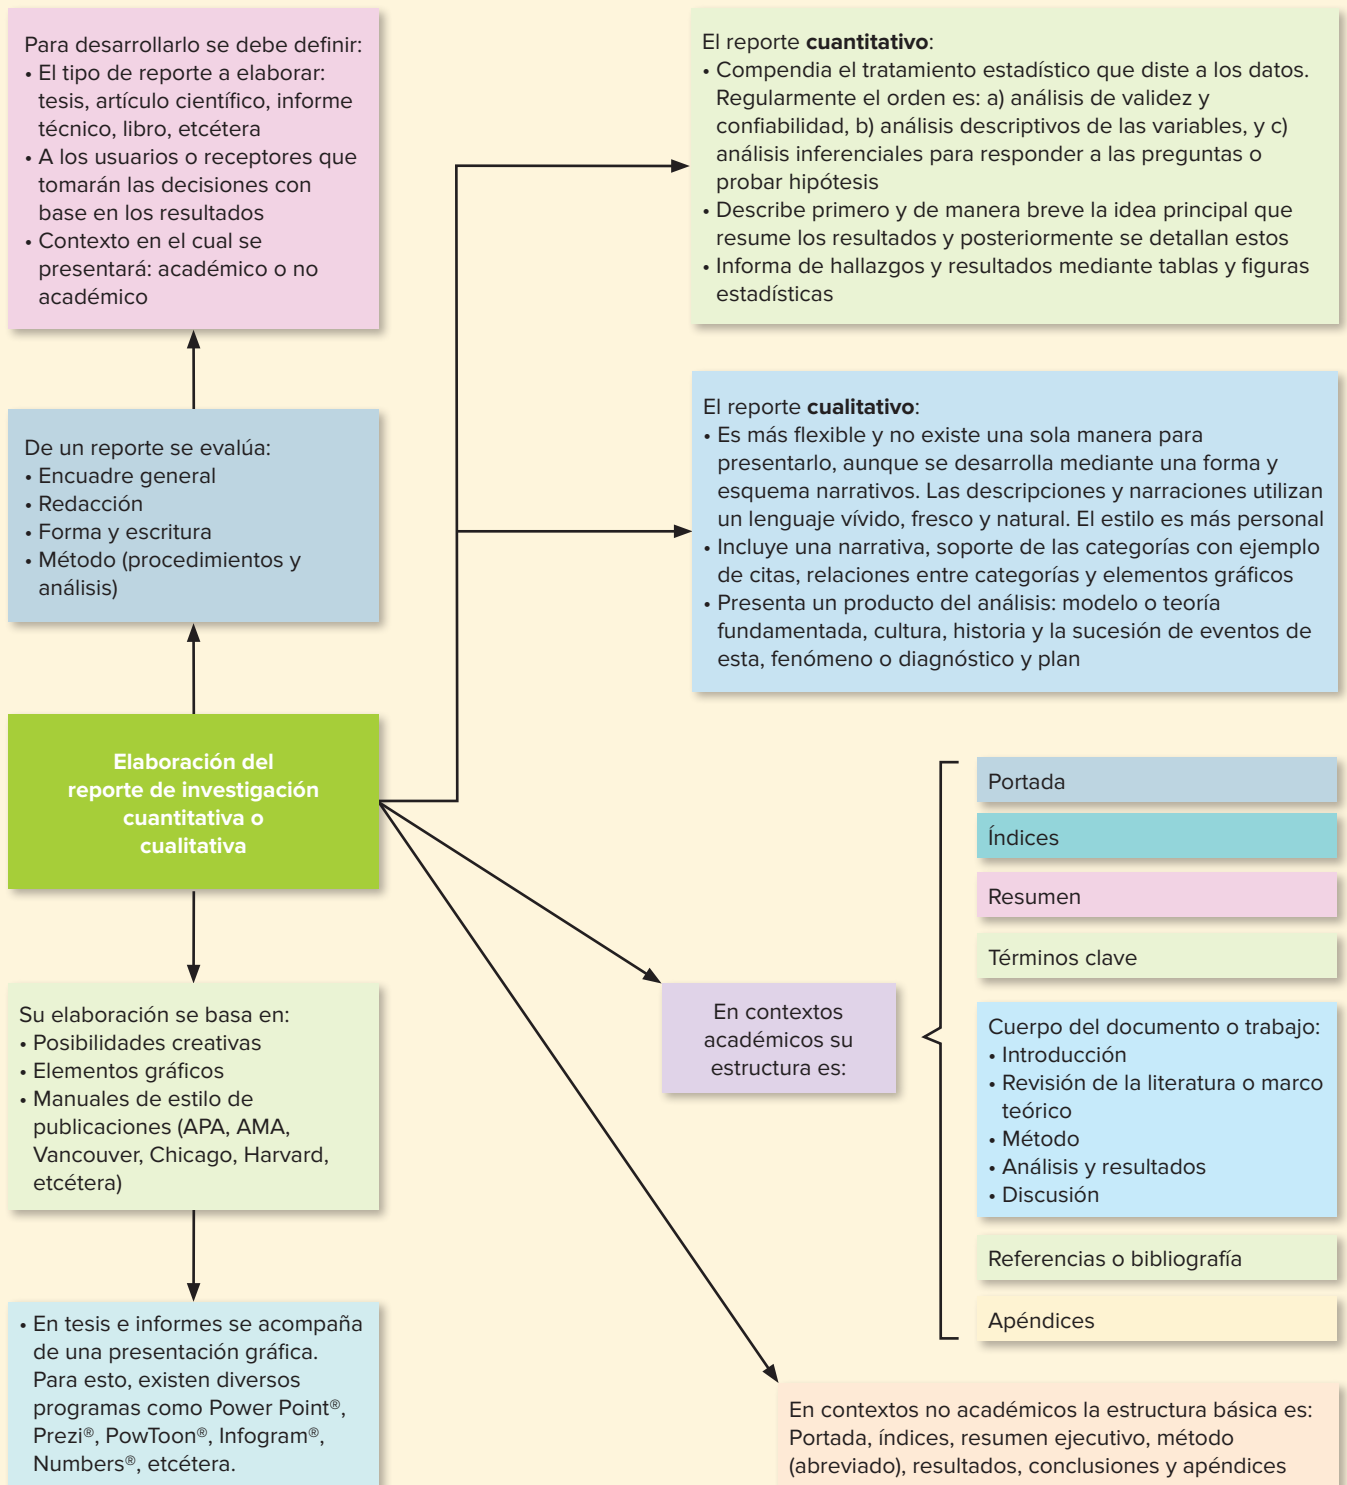 Para desarrollarlo se debe definir:
• El tipo de reporte a elaborar:
tesis, artículo científico, informe
técnico, libro, etcétera
• A los usuarios o receptores que
tomarán las decisiones con
base en los resultados
• Contexto en el cual se
presentará: académico o no
académico
De un reporte se evalúa:
• Encuadre general
• Redacción
• Forma y escritura
• Método (procedimientos y
análisis)
Elaboración del
reporte de investigación
cuantitativa o
cualitativa
Su elaboración se basa en:
• Posibilidades creativas
• Elementos gráficos
• Manuales de estilo de
publicaciones (APA, AMA,
Vancouver, Chicago, Harvard,
etcétera)
• En tesis e informes se acompaña
de una presentación gráfica.
Para esto, existen diversos
programas como Power Point®,
Prezi®, PowToon®, Infogram®,
Numbers®, etcétera.
El reporte cuantitativo:
• Compendia el tratamiento estadístico que diste a los datos.
Regularmente el orden es: a) análisis de validez y
confiabilidad, b) análisis descriptivos de las variables, y c)
análisis inferenciales para responder a las preguntas o
probar hipótesis
• Describe primero y de manera breve la idea principal que
resume los resultados y posteriormente se detallan estos
• Informa de hallazgos y resultados mediante tablas y figuras
estadísticas
El reporte cualitativo:
• Es más flexible y no existe una sola manera para
presentarlo, aunque se desarrolla mediante una forma y
esquema narrativos. Las descripciones y narraciones utilizan
un lenguaje vívido, fresco y natural. El estilo es más personal
• Incluye una narrativa, soporte de las categorías con ejemplo
de citas, relaciones entre categorías y elementos gráficos
• Presenta un producto del análisis: modelo o teoría
fundamentada, cultura, historia y la sucesión de eventos de
esta, fenómeno o diagnóstico y plan
En contextos
académicos su
estructura es:
Portada
Índices
Resumen
Términos clave
Cuerpo del documento o trabajo:
• Introducción
• Revisión de la literatura o marco
teórico
• Método
• Análisis y resultados
• Discusión
Referencias o bibliografía
Apéndices
En contextos no académicos la estructura básica es:
Portada, índices, resumen ejecutivo, método
(abreviado), resultados, conclusiones y apéndices